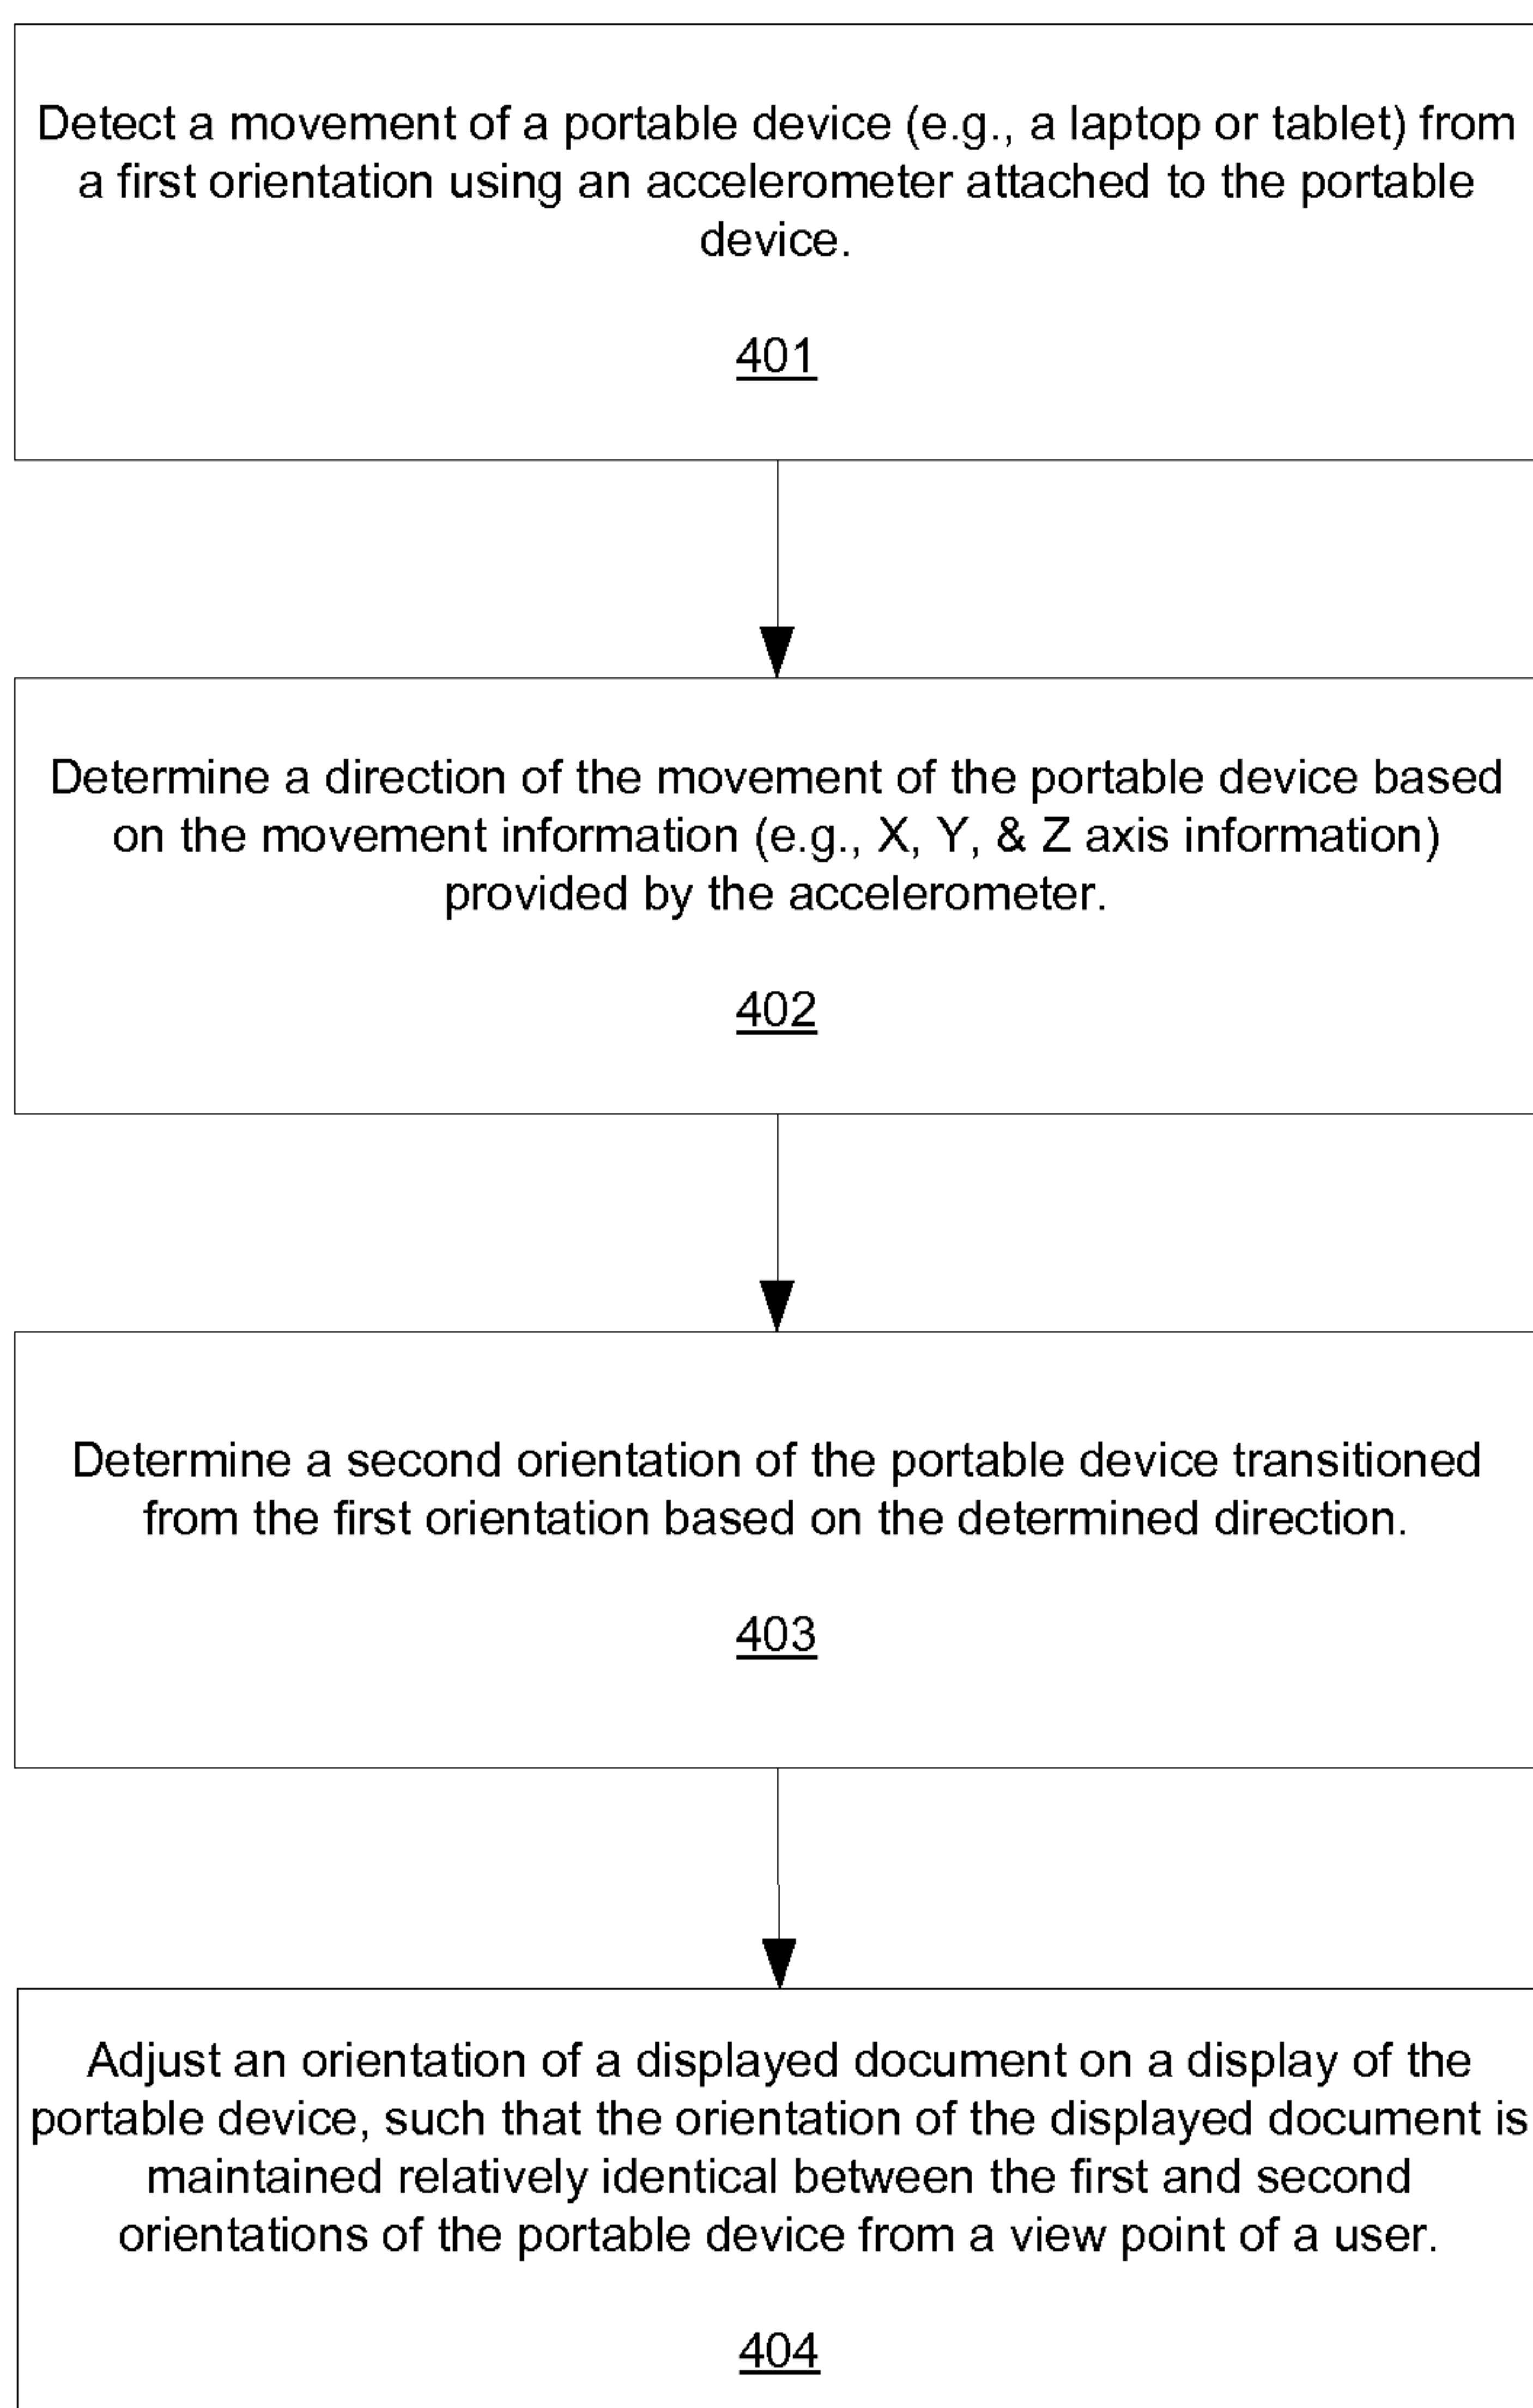 Detect a movement of a portable device (e.g., a laptop or tablet) from
a first orientation using an accelerometer attached to the portable
device.
401
Determine a direction of the movement of the portable device based
on the movement information (e.g., X, Y, & Z axis information)
provided by the accelerometer.
402
Determine a second orientation of the portable device transitioned
from the first orientation based on the determined direction.
403
Adjust an orientation of a displayed document on a display of the
portable device, such that the orientation of the displayed document is
maintained relatively identical between the first and second
orientations of the portable device from a view point of a user.
404